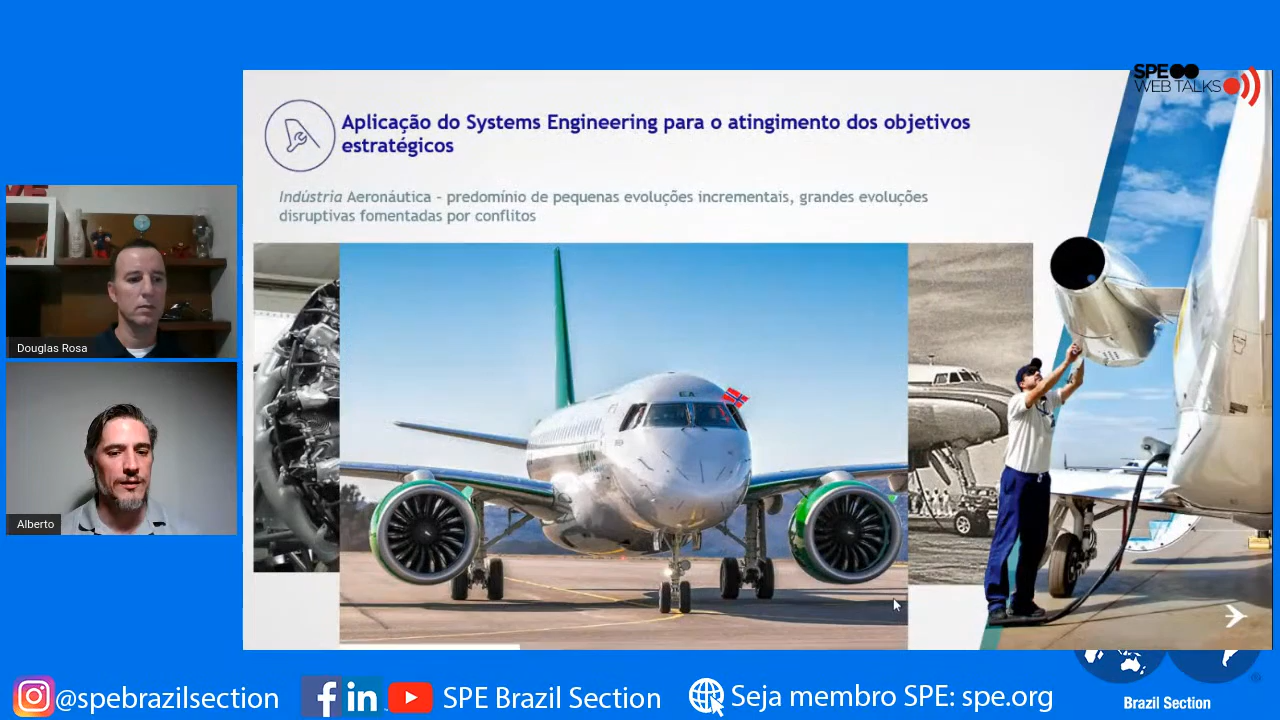 SPE
WEB TALKS
Aplicação do Systems Engineering para o atingimento dos objetivos
estratégicos
Indústria Aeronáutica – predomínio de pequenas evoluções incrementais, grandes evoluções
disruptivas fomentadas por conflitos
Douglas Rosa
Alberto
@spebrazilsection
SPE Brazil Section
Seja membro SPE: spe.org
Brazil Section